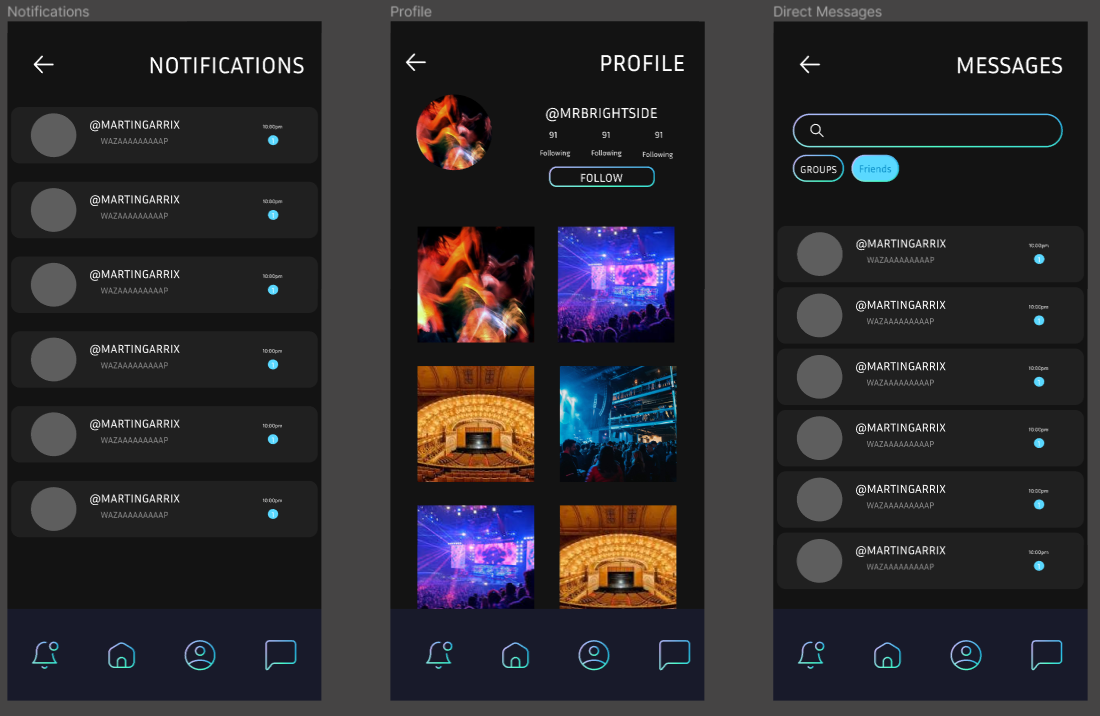 Notifications
NOTIFICATIONS
@MARTINGARRIX
10:00pm
WAZAAAAAAAAAP
1
@MARTINGARRIX
10:00pm
WAZAAAAAAAAAP
1
@MARTINGARRIX
10:00pm
WAZAAAAAAAAAP
1
@MARTINGARRIX
10:00pm
WAZAAAAAAAAAP
1
@MARTINGARRIX
10:00pm
WAZAAAAAAAAAP
1
@MARTINGARRIX
10:00pm
WAZAAAAAAAAAP
1
Profile
PROFILE
@MRBRIGHTSIDE
91 91 91
Following Following Following
FOLLOW
Direct Messages
MESSAGES
GROUPS Friends
@MARTINGARRIX
10:00pm
WAZAAAAAAAAAP
1
@MARTINGARRIX
10:00pm
WAZAAAAAAAAAP
1
@MARTINGARRIX
10:00pm
WAZAAAAAAAAAP
1
@MARTINGARRIX
10:00pm
WAZAAAAAAAAAP
1
@MARTINGARRIX
10:00pm
WAZAAAAAAAAAP
1
@MARTINGARRIX
10:00pm
WAZAAAAAAAAAP
1